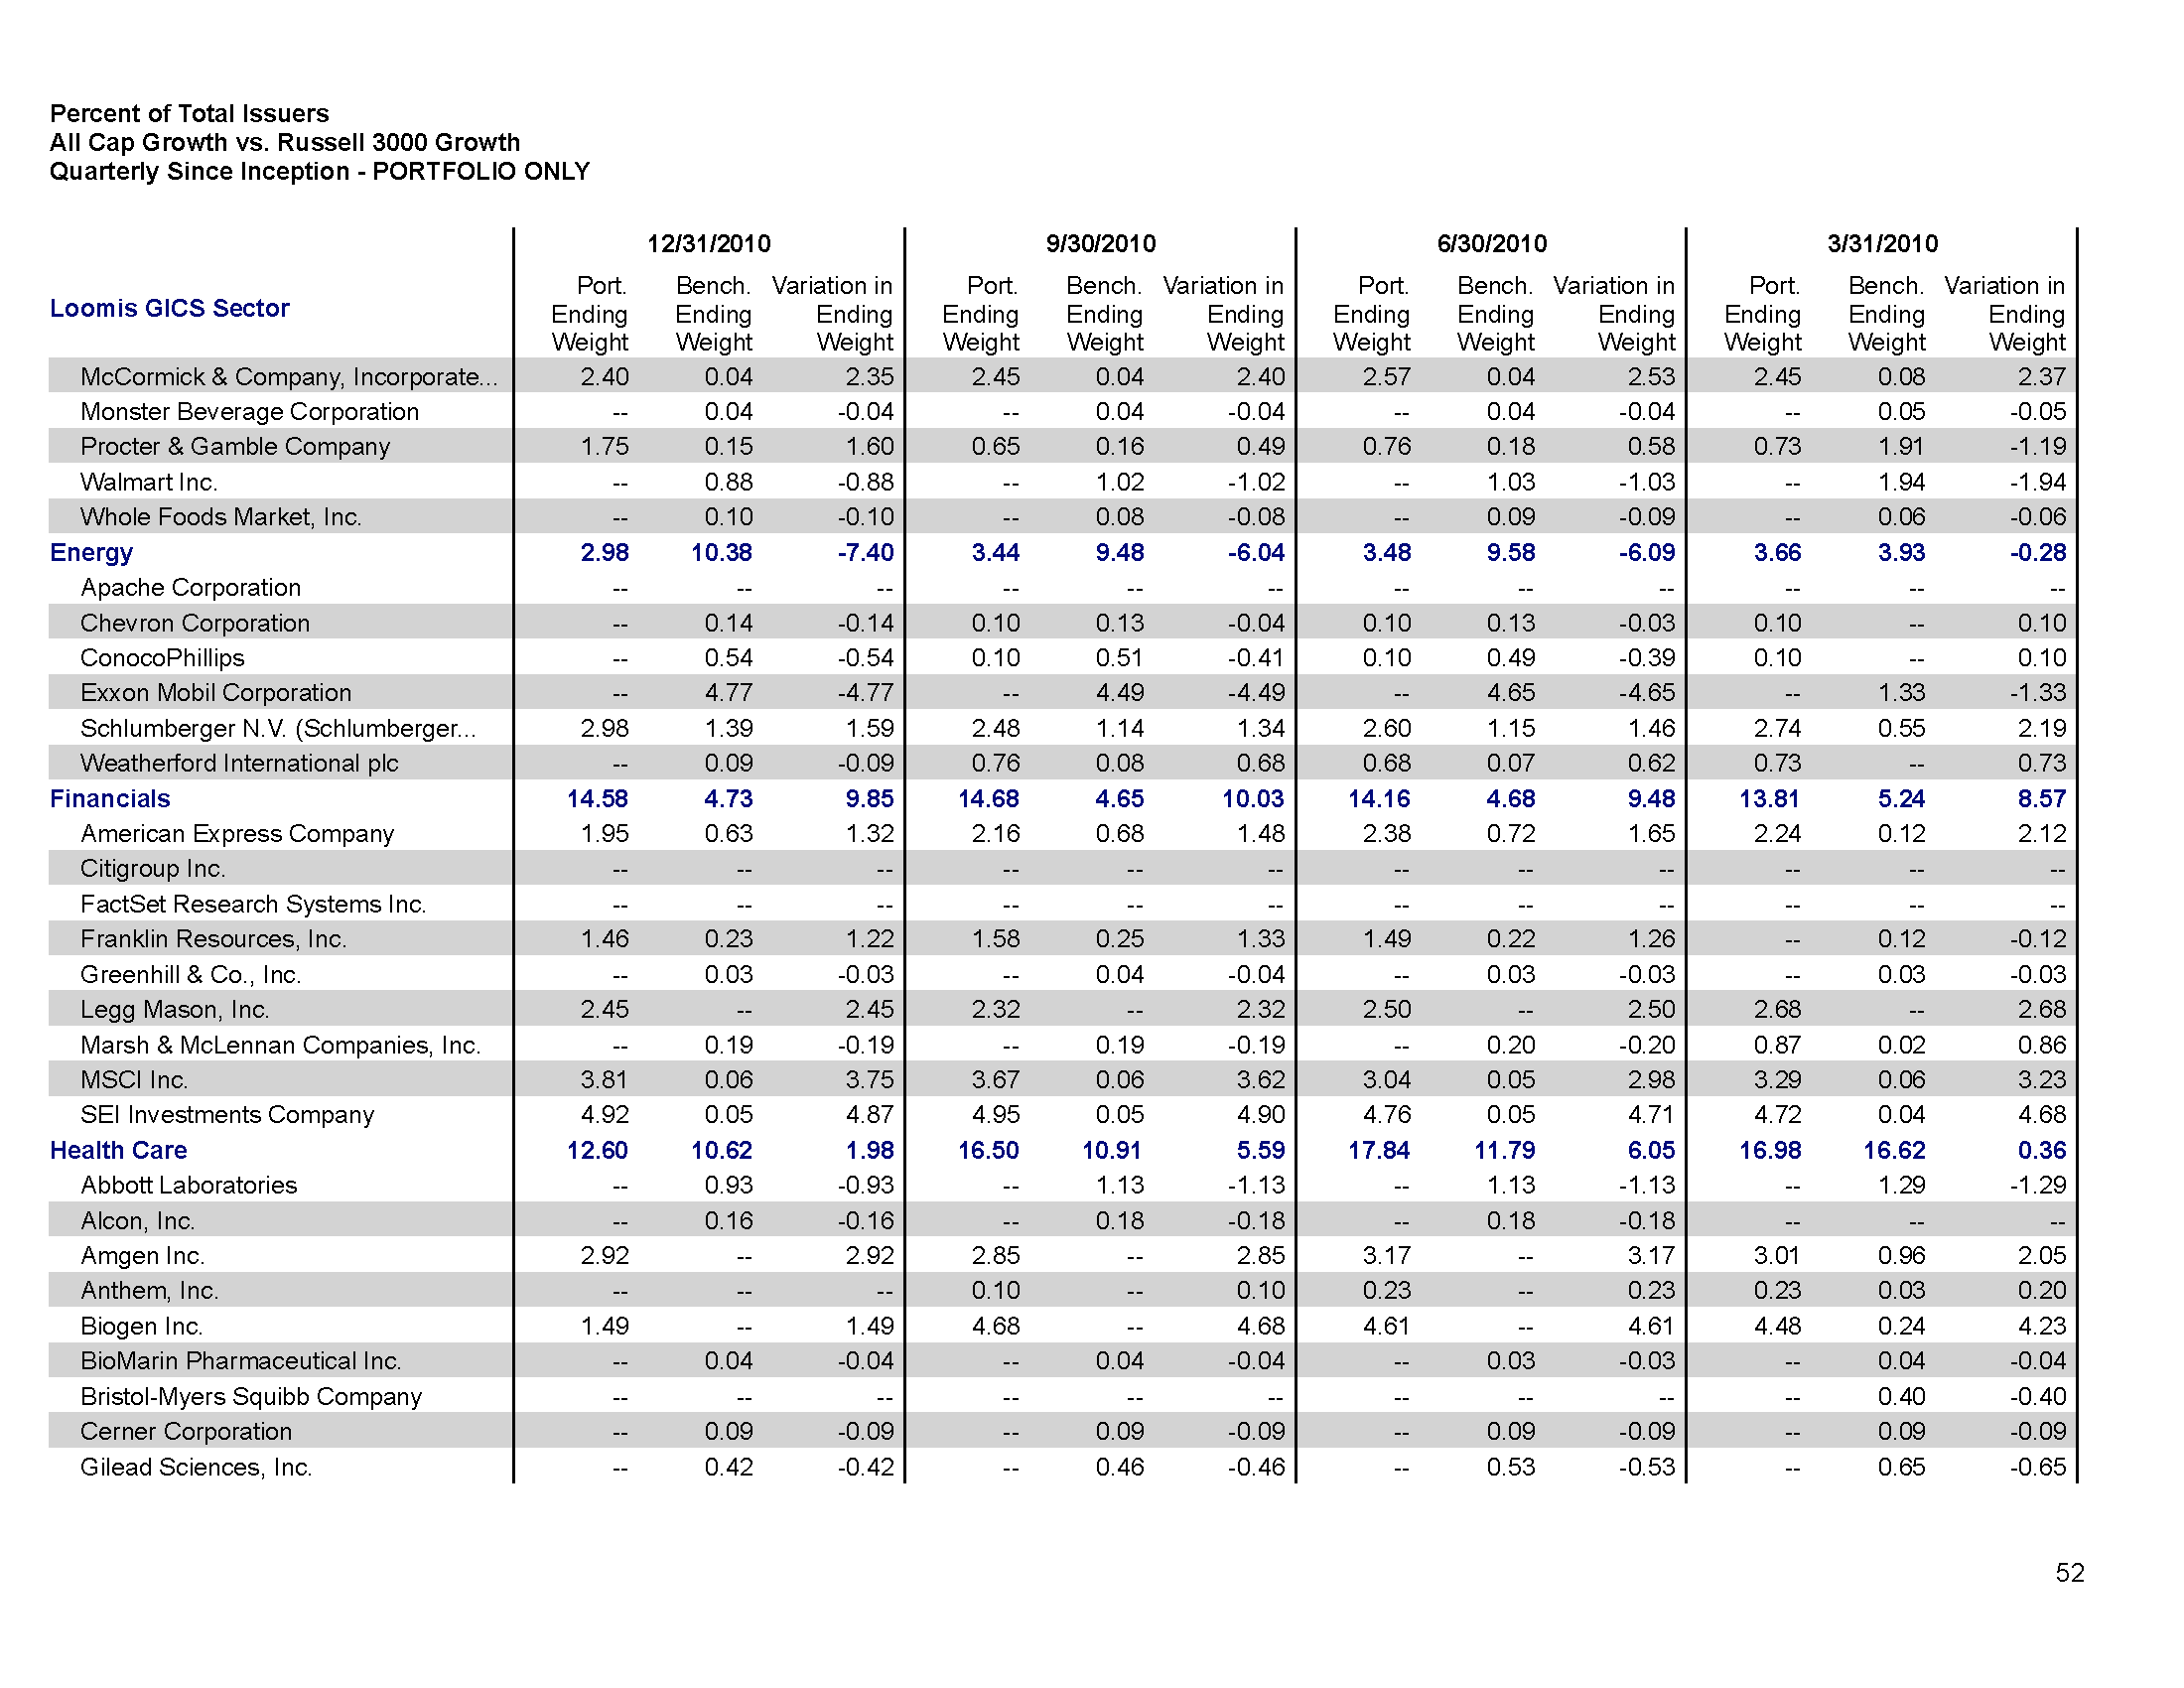 Percent of Total Issuers
All Cap Growth vs. Russell 3000 Growth
Quarterly Since Inception - PORTFOLIO ONLY
12/31/2010 9/30/2010 6/30/2010 3/31/2010
Port. Bench. Variation in Port. Bench. Variation in Port. Bench. Variation in Port. Bench. Variation in
Loomis GICS Sector Ending Ending Ending Ending Ending Ending Ending Ending Ending Ending Ending Ending
Weight Weight Weight Weight Weight Weight Weight Weight Weight Weight Weight Weight
McCormick & Company, Incorporate... 2.40 0.04 2.35 2.45 0.04 2.40 2.57 0.04 2.53 2.45 0.08 2.37
Monster Beverage Corporation -- 0.04 -0.04 -- 0.04 -0.04 -- 0.04 -0.04 -- 0.05 -0.05
Procter & Gamble Company 1.75 0.15 1.60 0.65 0.16 0.49 0.76 0.18 0.58 0.73 1.91 -1.19
Walmart Inc. -- 0.88 -0.88 -- 1.02 -1.02 -- 1.03 -1.03 -- 1.94 -1.94
Whole Foods Market, Inc. -- 0.10 -0.10 -- 0.08 -0.08 -- 0.09 -0.09 -- 0.06 -0.06
Energy 2.98 10.38 -7.40 3.44 9.48 -6.04 3.48 9.58 -6.09 3.66 3.93 -0.28
Apache Corporation -- -- -- -- -- -- -- -- -- -- -- --
Chevron Corporation -- 0.14 -0.14 0.10 0.13 -0.04 0.10 0.13 -0.03 0.10 -- 0.10
ConocoPhillips -- 0.54 -0.54 0.10 0.51 -0.41 0.10 0.49 -0.39 0.10 -- 0.10
Exxon Mobil Corporation -- 4.77 -4.77 -- 4.49 -4.49 -- 4.65 -4.65 -- 1.33 -1.33
Schlumberger N.V. (Schlumberger... 2.98 1.39 1.59 2.48 1.14 1.34 2.60 1.15 1.46 2.74 0.55 2.19
Weatherford International plc -- 0.09 -0.09 0.76 0.08 0.68 0.68 0.07 0.62 0.73 -- 0.73
Financials 14.58 4.73 9.85 14.68 4.65 10.03 14.16 4.68 9.48 13.81 5.24 8.57
American Express Company 1.95 0.63 1.32 2.16 0.68 1.48 2.38 0.72 1.65 2.24 0.12 2.12
Citigroup Inc. -- -- -- -- -- -- -- -- -- -- -- --
FactSet Research Systems Inc. -- -- -- -- -- -- -- -- -- -- -- --
Franklin Resources, Inc. 1.46 0.23 1.22 1.58 0.25 1.33 1.49 0.22 1.26 -- 0.12 -0.12
Greenhill & Co., Inc. -- 0.03 -0.03 -- 0.04 -0.04 -- 0.03 -0.03 -- 0.03 -0.03
Legg Mason, Inc. 2.45 -- 2.45 2.32 -- 2.32 2.50 -- 2.50 2.68 -- 2.68
Marsh & McLennan Companies, Inc. -- 0.19 -0.19 -- 0.19 -0.19 -- 0.20 -0.20 0.87 0.02 0.86
MSCI Inc. 3.81 0.06 3.75 3.67 0.06 3.62 3.04 0.05 2.98 3.29 0.06 3.23
SEI Investments Company 4.92 0.05 4.87 4.95 0.05 4.90 4.76 0.05 4.71 4.72 0.04 4.68
Health Care 12.60 10.62 1.98 16.50 10.91 5.59 17.84 11.79 6.05 16.98 16.62 0.36
Abbott Laboratories -- 0.93 -0.93 -- 1.13 -1.13 -- 1.13 -1.13 -- 1.29 -1.29
Alcon, Inc. -- 0.16 -0.16 -- 0.18 -0.18 -- 0.18 -0.18 -- -- --
Amgen Inc. 2.92 -- 2.92 2.85 -- 2.85 3.17 -- 3.17 3.01 0.96 2.05
Anthem, Inc. -- -- -- 0.10 -- 0.10 0.23 -- 0.23 0.23 0.03 0.20
Biogen Inc. 1.49 -- 1.49 4.68 -- 4.68 4.61 -- 4.61 4.48 0.24 4.23
BioMarin Pharmaceutical Inc. -- 0.04 -0.04 -- 0.04 -0.04 -- 0.03 -0.03 -- 0.04 -0.04
Bristol-Myers Squibb Company -- -- -- -- -- -- -- -- -- -- 0.40 -0.40
Cerner Corporation -- 0.09 -0.09 -- 0.09 -0.09 -- 0.09 -0.09 -- 0.09 -0.09
Gilead Sciences, Inc. -- 0.42 -0.42 -- 0.46 -0.46 -- 0.53 -0.53 -- 0.65 -0.65
52